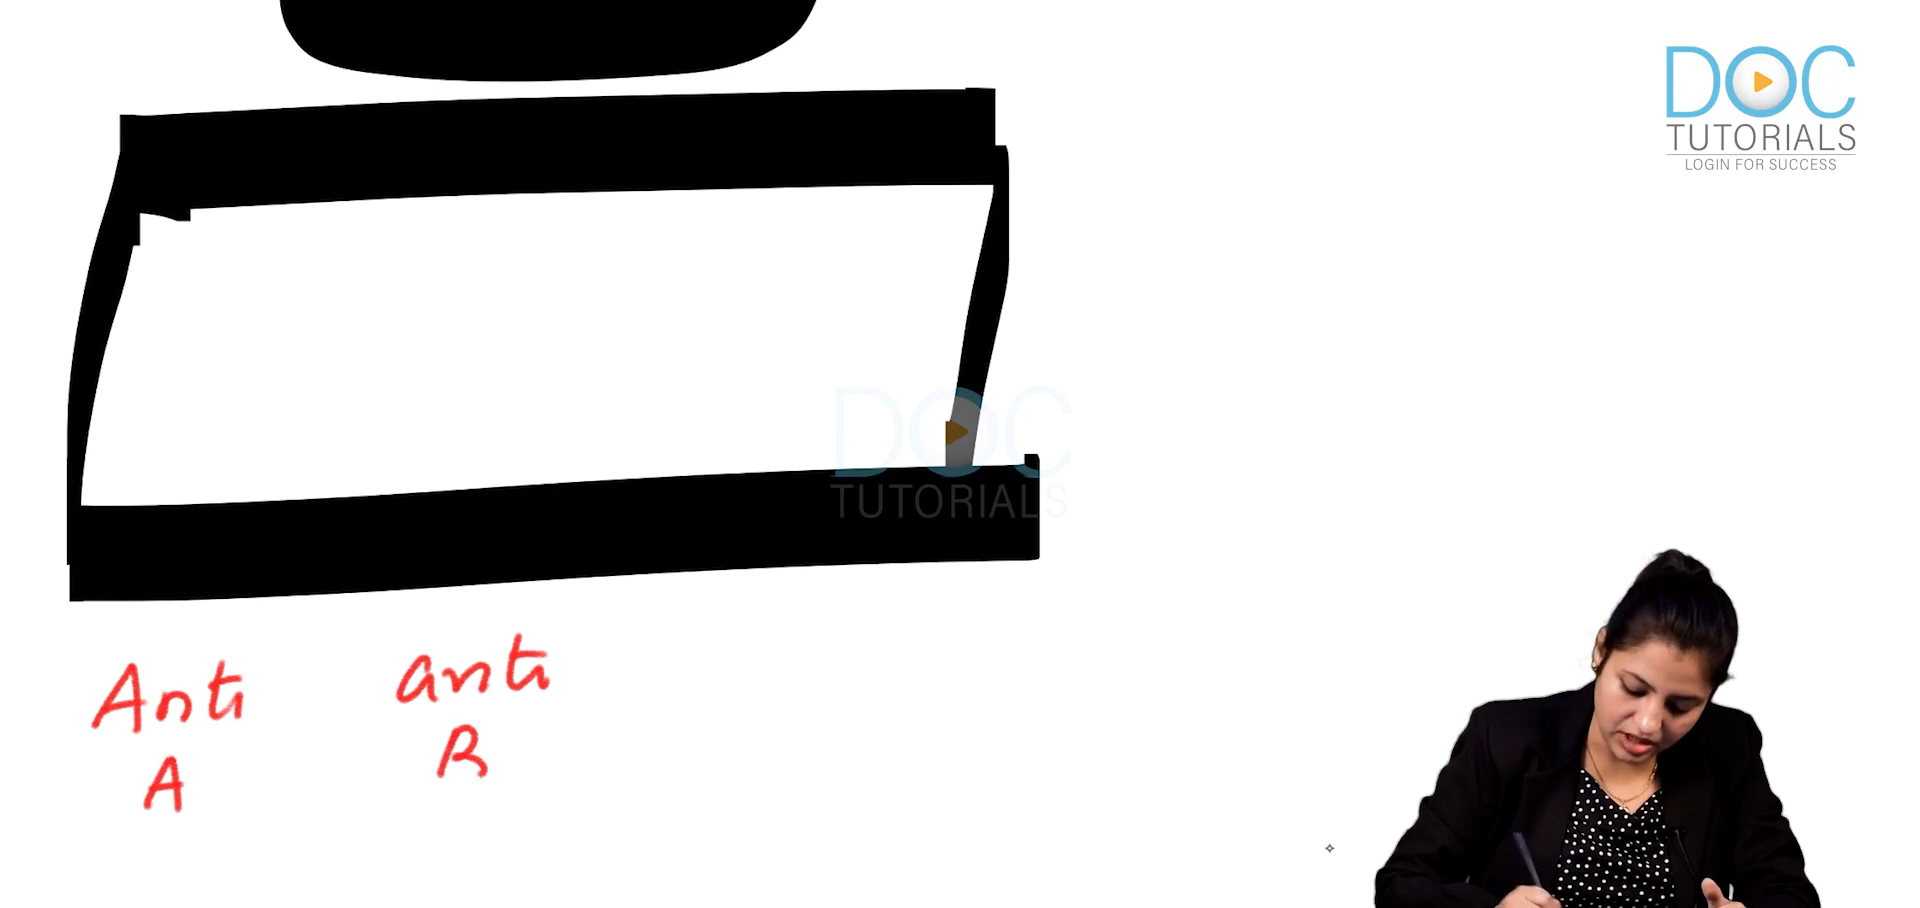 DOC
TUTORIALS
LOGIN FOR SUCCESS
DOC
TUTORIALS
Anti anti
A B